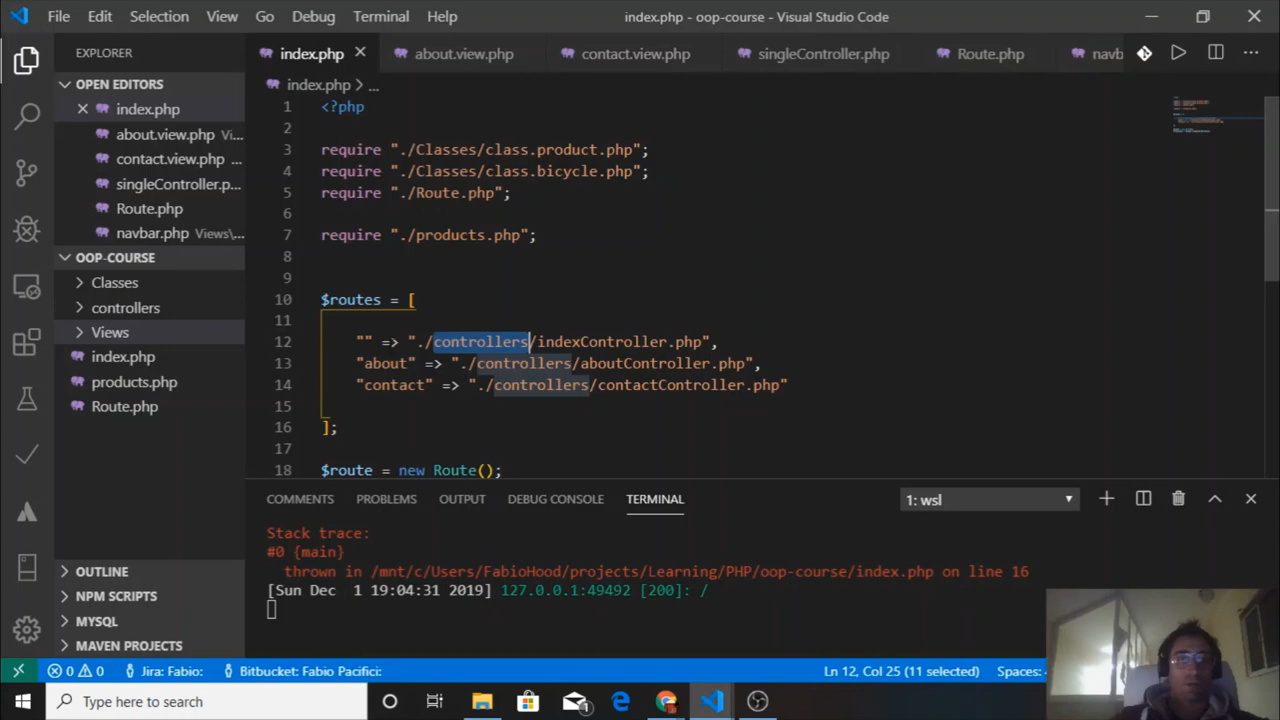 File Edit Selection View Go Debug Terminal Help index.php - oop-course - Visual Studio Code
EXPLORER
OPEN EDITORS
index.php
about.view.php Vi...
contact.view.php ...
singleController.p...
Route.php
navbar.php Views\...
OOP-COURSE
Classes
controllers
Views
index.php
products.php
Route.php
OUTLINE
NPM SCRIPTS
MYSQL
MAVEN PROJECTS
index.php about.view.php contact.view.php singleController.php Route.php navb
index.php > ...
1 <?php
2
3 require "./Classes/class.product.php";
4 require "./Classes/class.bicycle.php";
5 require "./Route.php";
6
7 require "./products.php";
8
9
10 $routes = [
11
12 "" => "./controllers/indexController.php",
13 "about" => "./controllers/aboutController.php",
14 "contact" => "./controllers/contactController.php"
15
16 ];
17
18 $route = new Route();
COMMENTS PROBLEMS OUTPUT DEBUG CONSOLE TERMINAL 1: wsl
Stack trace:
#0 {main}
thrown in /mnt/c/Users/FabioHood/projects/Learning/PHP/oop-course/index.php on line 16
[Sun Dec 1 19:04:31 2019] 127.0.0.1:49492 [200]: /
0 0 Jira: Fabio: Bitbucket: Fabio Pacifici: Ln 12, Col 25 (11 selected) Spaces:
Type here to search 1